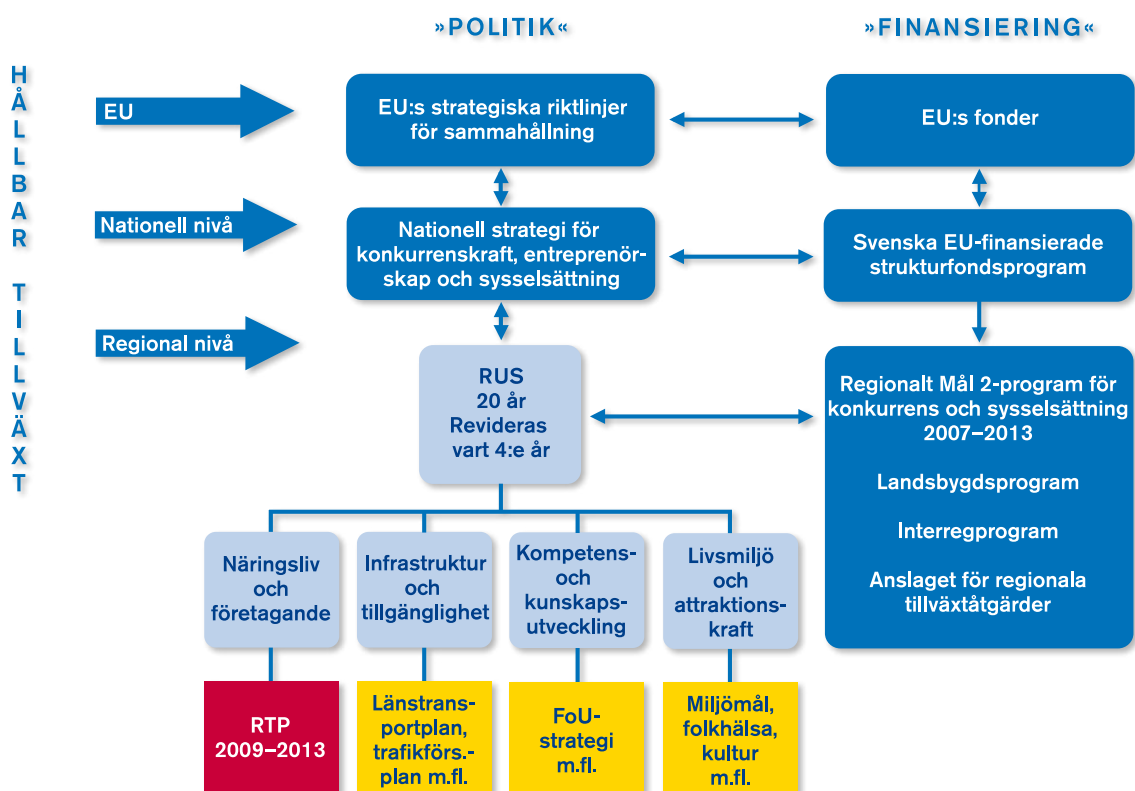 »POLITIK«
»FINANSIERING«
HÅLLBAR TILLVÄXT
EU
EU:s strategiska riktlinjer
för sammahållning
EU:s fonder
Nationell nivå
Nationell strategi för
konkurrenskraft, entreprenör-
skap och sysselsättning
Svenska EU-finansierade
strukturfondsprogram
Regional nivå
RUS
20 år
Revideras
vart 4:e år
Regionalt Mål 2-program för
konkurrens och sysselsättning
2007–2013
Landsbygdsprogram
Interregprogram
Anslaget för regionala
tillväxtåtgärder
Näringsliv
och
företagande
Infrastruktur
och
tillgänglighet
Kompetens-
och
kunskaps-
utveckling
Livsmiljö
och
attraktions-
kraft
RTP
2009–2013
Länstrans-
portplan,
trafikförs.-
plan m.fl.
FoU-
strategi
m.fl.
Miljömål,
folkhälsa,
kultur
m.fl.